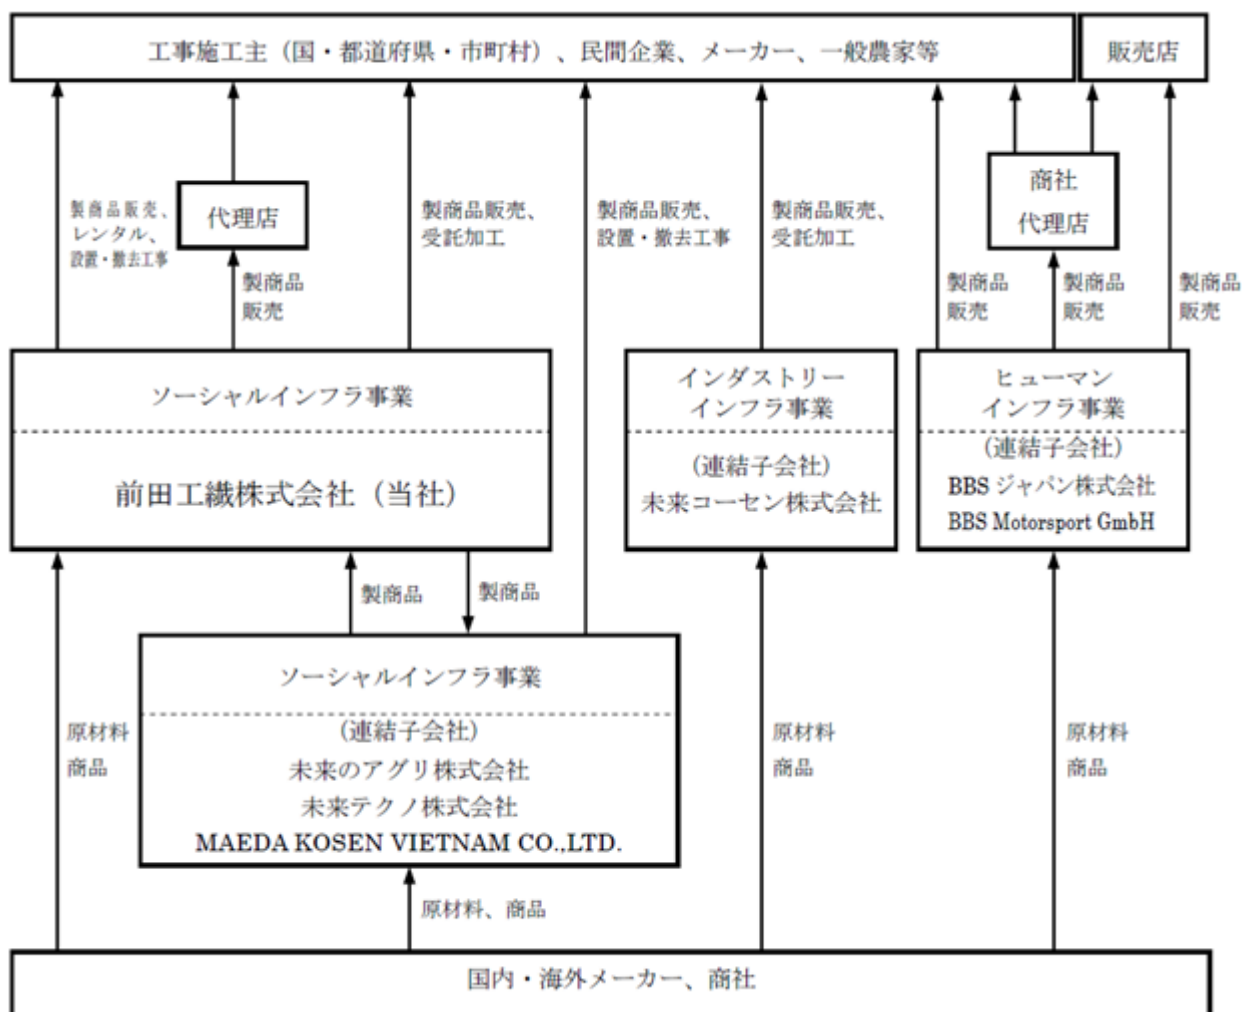 工事施工主（国・都道府県・市町村）、民間企業、メーカー、一般農家等
販売店
製商品販売、
レンタル、
設置・撤去工事
代理店
製商品
販売
製商品販売、
受託加工
製商品販売、
設置・撤去工事
製商品販売、
受託加工
商社
代理店
製商品
販売
製商品
販売
製商品
販売
ソーシャルインフラ事業
前田工繊株式会社（当社）
インダストリー
インフラ事業
（連結子会社）
未来コーセン株式会社
ヒューマン
インフラ事業
（連結子会社）
BBS ジャパン株式会社
BBS Motorsport GmbH
製商品
製商品
ソーシャルインフラ事業
（連結子会社）
未来のアグリ株式会社
未来テクノ株式会社
MAEDA KOSEN VIETNAM CO.,LTD.
原材料
商品
原材料、商品
原材料
商品
原材料
商品
国内・海外メーカー、商社